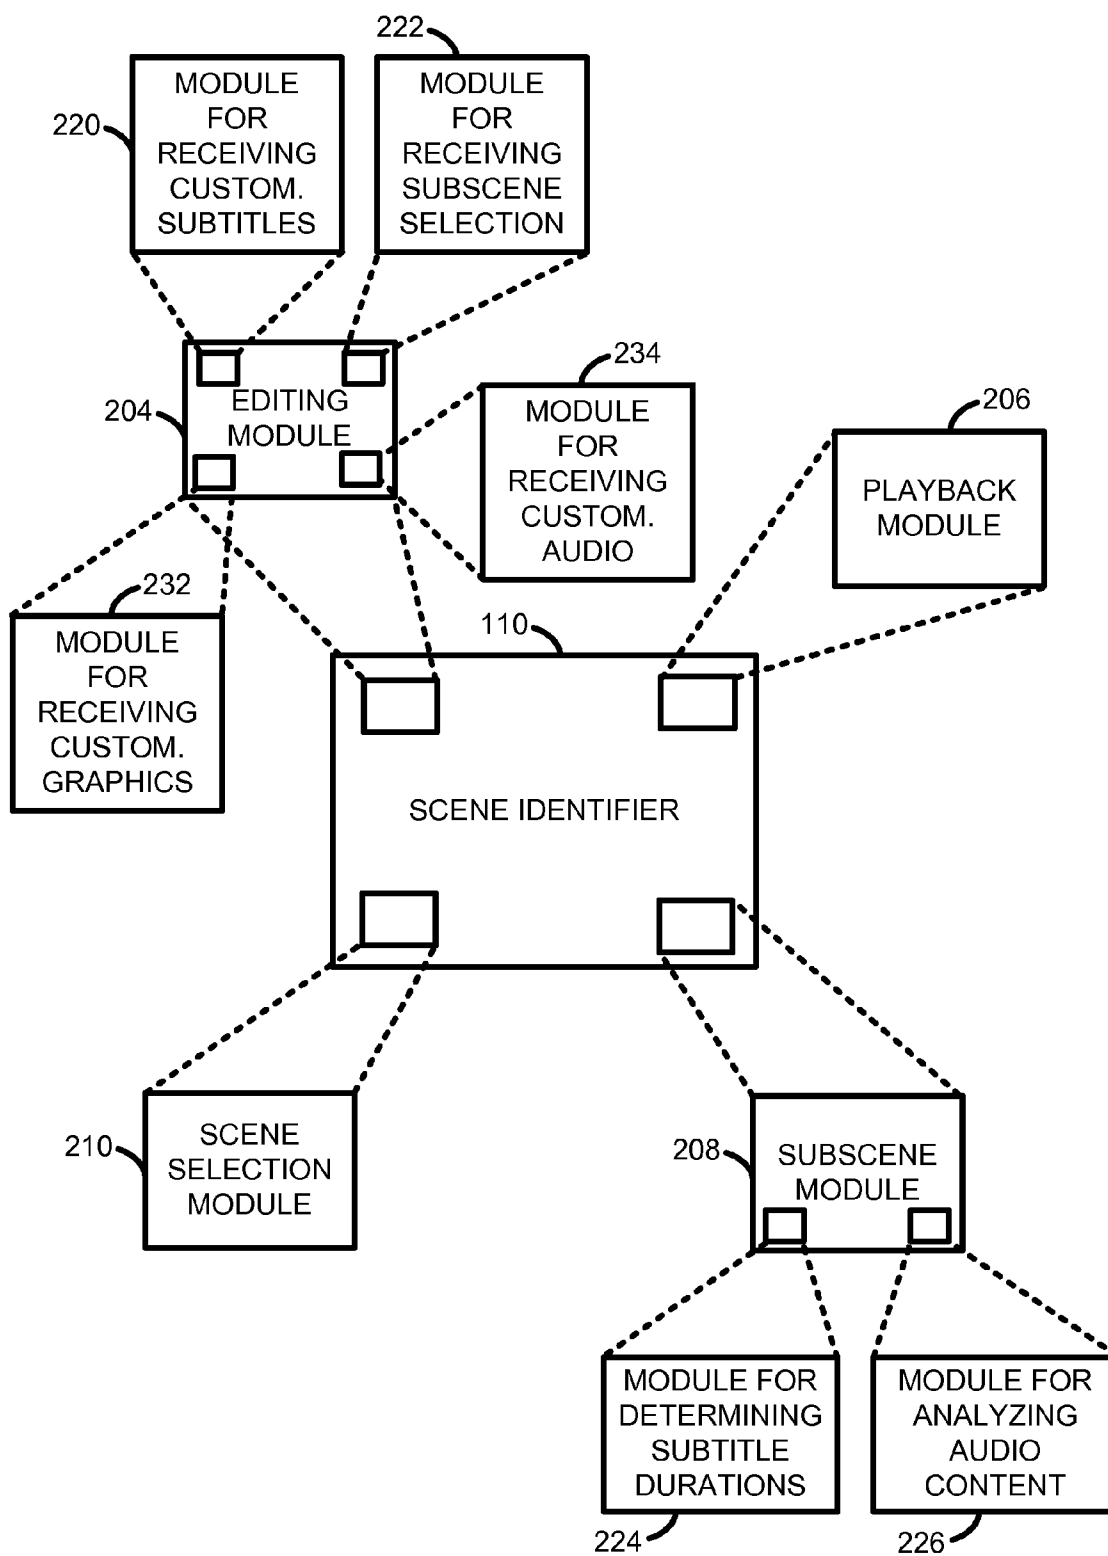 222
220
MODULE
FOR
RECEIVING
CUSTOM.
SUBTITLES
MODULE
FOR
RECEIVING
SUBSCENE
SELECTION
204
EDITING
MODULE
234
MODULE
FOR
RECEIVING
CUSTOM.
AUDIO
206
PLAYBACK
MODULE
232
MODULE
FOR
RECEIVING
CUSTOM.
GRAPHICS
110
SCENE IDENTIFIER
210
SCENE
SELECTION
MODULE
208
SUBSCENE
MODULE
MODULE FOR
DETERMINING
SUBTITLE
DURATIONS
224
MODULE FOR
ANALYZING
AUDIO
CONTENT
226